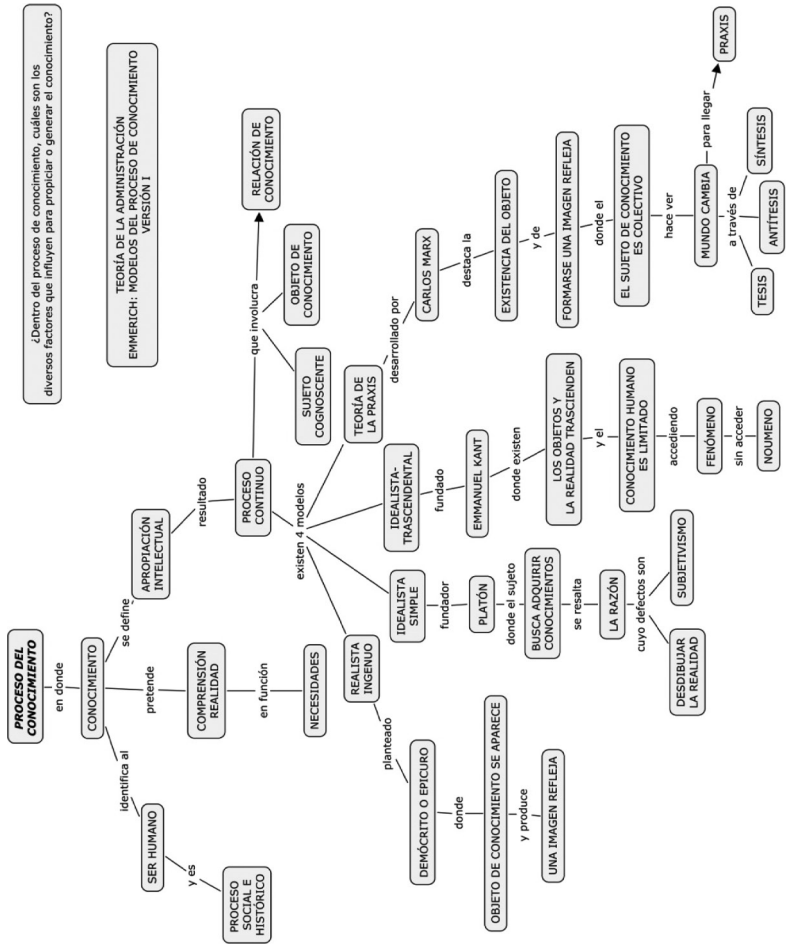 ¿Dentro del proceso de conocimiento, cuáles son los
diversos factores que influyen para propiciar o generar el conocimiento?
TEORÍA DE LA ADMINISTRACIÓN
EMMERICH: MODELOS DEL PROCESO DE CONOCIMIENTO
VERSIÓN I
PROCESO DEL
CONOCIMIENTO
en donde
CONOCIMIENTO
identifica al
SER HUMANO
y es
PROCESO
SOCIAL E
HISTÓRICO
pretende
COMPRENSIÓN
REALIDAD
en función
NECESIDADES
se define
APROPIACIÓN
INTELECTUAL
resultado
PROCESO
CONTINUO
que involucra
SUJETO
COGNOSCENTE
OBJETO DE
CONOCIMIENTO
RELACIÓN DE
CONOCIMIENTO
existen 4 modelos
REALISTA
INGENUO
planteado
DEMÓCRITO O EPICURO
donde
OBJETO DE CONOCIMIENTO SE APARECE
y produce
UNA IMAGEN REFLEJA
IDEALISTA
SIMPLE
fundador
PLATÓN
donde el sujeto
BUSCA ADQUIRIR
CONOCIMIENTOS
se resalta
LA RAZÓN
cuyo defectos son
DESDIBUJAR
LA REALIDAD
SUBJETIVISMO
IDEALISTA-
TRASCENDENTAL
fundado
EMMANUEL KANT
donde existen
LOS OBJETOS Y
LA REALIDAD TRASCIENDEN
y el
CONOCIMIENTO HUMANO
ES LIMITADO
accediendo
FENÓMENO
sin acceder
NOUMENO
TEORÍA DE
LA PRAXIS
desarrollado por
CARLOS MARX
destaca la
EXISTENCIA DEL OBJETO
y de
FORMARSE UNA IMAGEN REFLEJA
donde el
EL SUJETO DE CONOCIMIENTO
ES COLECTIVO
hace ver
MUNDO CAMBIA
a través de
TESIS
ANTÍTESIS
SÍNTESIS
para llegar
PRAXIS